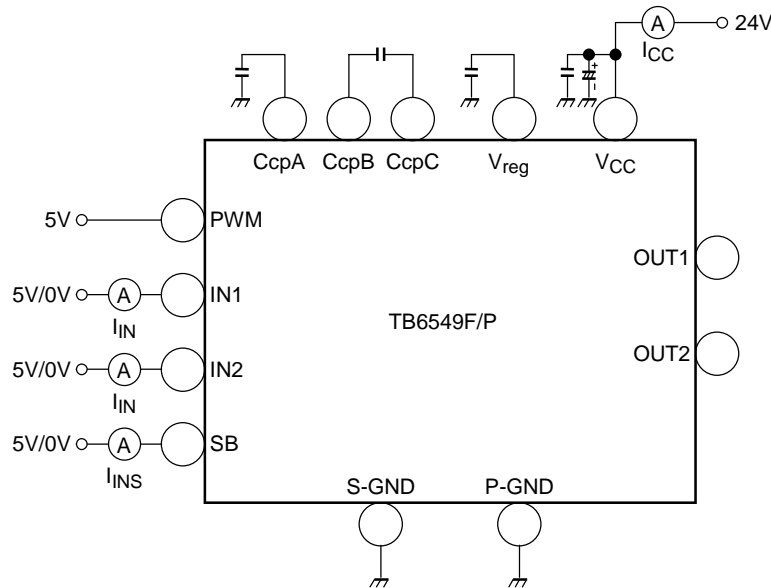 A
24V
ICC
+
−
CcpA CcpB CcpC Vreg VCC
5V PWM
OUT1
5V/0V A IN1
IIN
TB6549F/P
OUT2
5V/0V A IN2
IIN
5V/0V A SB
IINS
S-GND P-GND